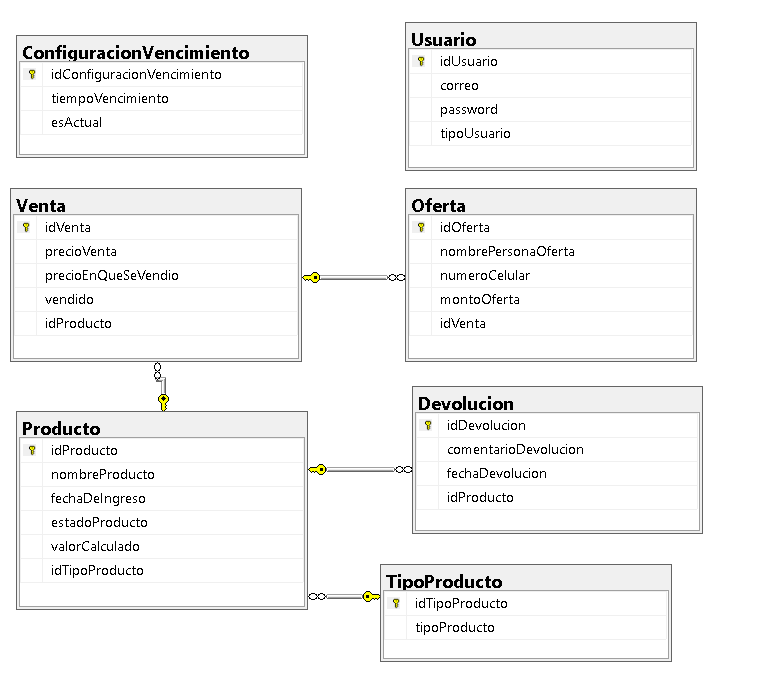 ConfiguracionVencimiento
idConfiguracionVencimiento
tiempoVencimiento
esActual
Usuario
idUsuario
correo
password
tipoUsuario
Venta
idVenta
precioVenta
precioEnQueSeVendio
vendido
idProducto
Oferta
idOferta
nombrePersonaOferta
numeroCelular
montoOferta
idVenta
Producto
idProducto
nombreProducto
fechaDeIngreso
estadoProducto
valorCalculado
idTipoProducto
Devolucion
idDevolucion
comentarioDevolucion
fechaDevolucion
idProducto
TipoProducto
idTipoProducto
tipoProducto